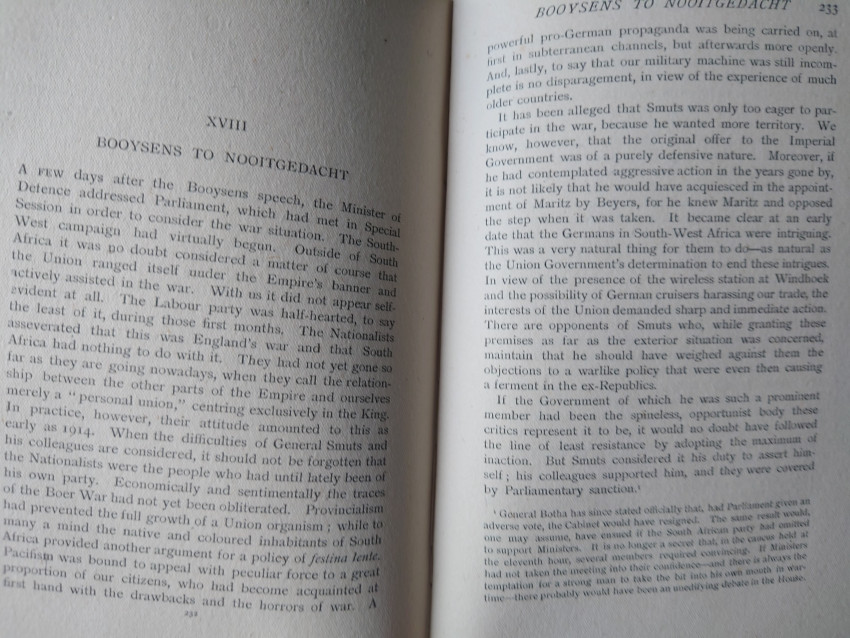 XVIII
BOOYSENS TO NOOITGEDACHT
A FEW days after the Booysens speech, the Minister of
Defence addressed Parliament, which had met in Special
Session in order to consider the war situation. The South-
West campaign had virtually begun. Outside of South
Africa it was no doubt considered a matter of course that
the Union ranged itself under the Empire's banner and
actively assisted in the war. With us it did not appear self-
evident at all. The Labour party was half-hearted, to say
the least of it, during those first months. The Nationalists
asseverated that this was England's war and that South
Africa had nothing to do with it. They had not yet gone so
far as they are going nowadays, when they call the relation-
ship between the other parts of the Empire and ourselves
merely a "personal union," centring exclusively in the King.
In practice, however, their attitude amounted to this as
early as 1914. When the difficulties of General Smuts and
his colleagues are considered, it should not be forgotten that
the Nationalists were the people who had until lately been of
his own party. Economically and sentimentally the traces
of the Boer War had not yet been obliterated. Provincialism
had prevented the full growth of a Union organism; while to
many a mind the native and coloured inhabitants of South
Africa provided another argument for a policy of festina lente.
Pacifism was bound to appeal with peculiar force to a great
proportion of our citizens, who had become acquainted at
first hand with the drawbacks and the horrors of war. A
232
BOOYSENS TO NOOITGEDACHT 233
powerful pro-German propaganda was being carried on, at
first in subterranean channels, but afterwards more openly.
And, lastly, to say that our military machine was still incom-
plete is no disparagement, in view of the experience of much
older countries.
It has been alleged that Smuts was only too eager to par-
ticipate in the war, because he wanted more territory. We
know, however, that the original offer to the Imperial
Government was of a purely defensive nature. Moreover, if
he had contemplated aggressive action in the years gone by,
it is not likely that he would have acquiesced in the appoint-
ment of Maritz by Beyers, for he knew Maritz and opposed
the step when it was taken. It became clear at an early
date that the Germans in South-West Africa were intriguing.
This was a very natural thing for them to do—as natural as
the Union Government's determination to end these intrigues.
In view of the presence of the wireless station at Windhoek
and the possibility of German cruisers harassing our trade, the
interests of the Union demanded sharp and immediate action.
There are opponents of Smuts who, while granting these
premises as far as the exterior situation was concerned,
maintain that he should have weighed against them the
objections to a warlike policy that were even then causing
a ferment in the ex-Republics.
If the Government of which he was such a prominent
member had been the spineless, opportunist body these
critics represent it to be, it would no doubt have followed
the line of least resistance by adopting the maximum of
inaction. But Smuts considered it his duty to assert him-
self; his colleagues supported him, and they were covered
by Parliamentary sanction.¹
¹ General Botha has since stated officially that, had Parliament given an
adverse vote, the Cabinet would have resigned. The same result would,
one may assume, have ensued if the South African party had omitted
to support Ministers. It is no longer a secret that, in the caucus held at
the eleventh hour, several members required convincing. If Ministers
had not taken the meeting into their confidence—and there is always the
temptation for a strong man to take the bit into his own mouth in war-
time—there probably would have been an unedifying debate in the House.